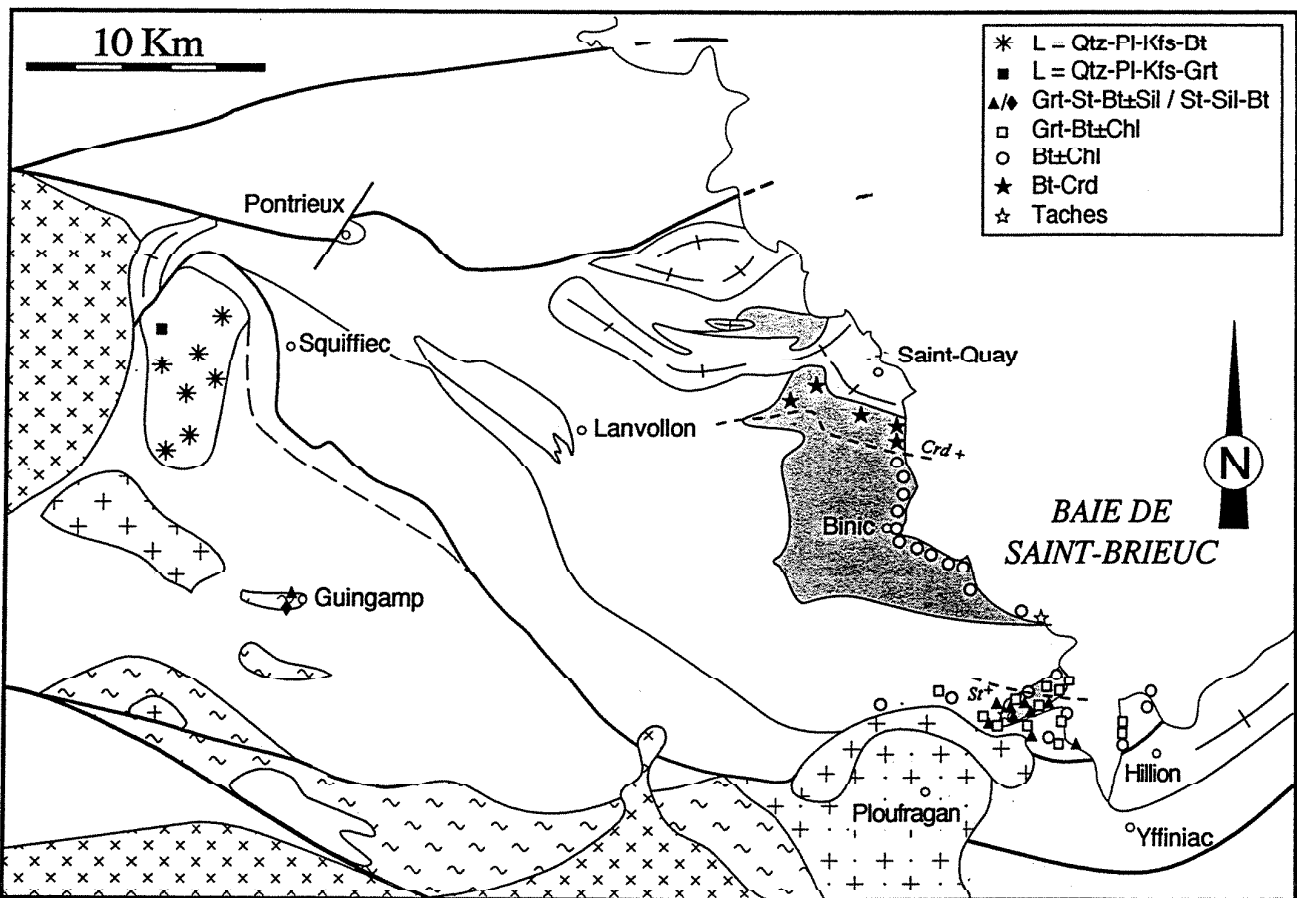 10 Km
L = Qtz-Pl-Kfs-Bt
L = Qtz-Pl-Kfs-Grt
Grt-St-Bt±Sil / St-Sil-Bt
Grt-Bt±Chl
Bt±Chl
Bt-Crd
Taches
Pontrieux
Squiffiec
Saint-Quay
Lanvollon
Crd +
N
Binic
BAIE DE
SAINT-BRIEUC
Guingamp
St+
Hillion
Ploufragan
Yffiniac